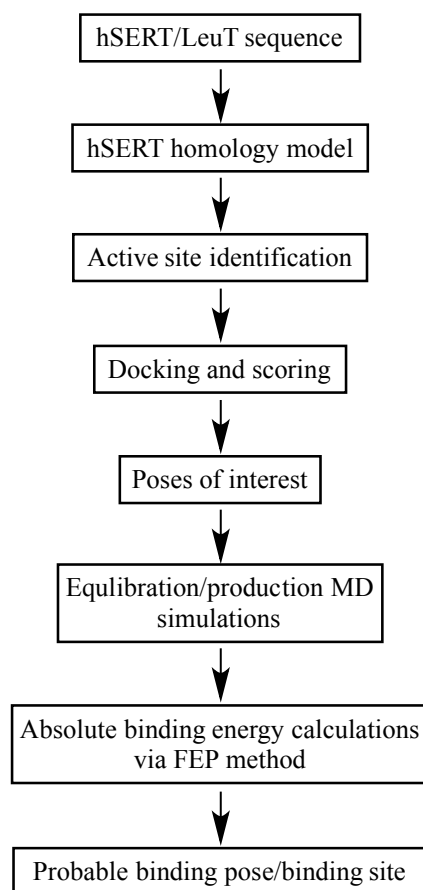 hSERT/LeuT sequence
hSERT homology model
Active site identification
Docking and scoring
Poses of interest
Equlibration/production MD
simulations
Absolute binding energy calculations
via FEP method
Probable binding pose/binding site